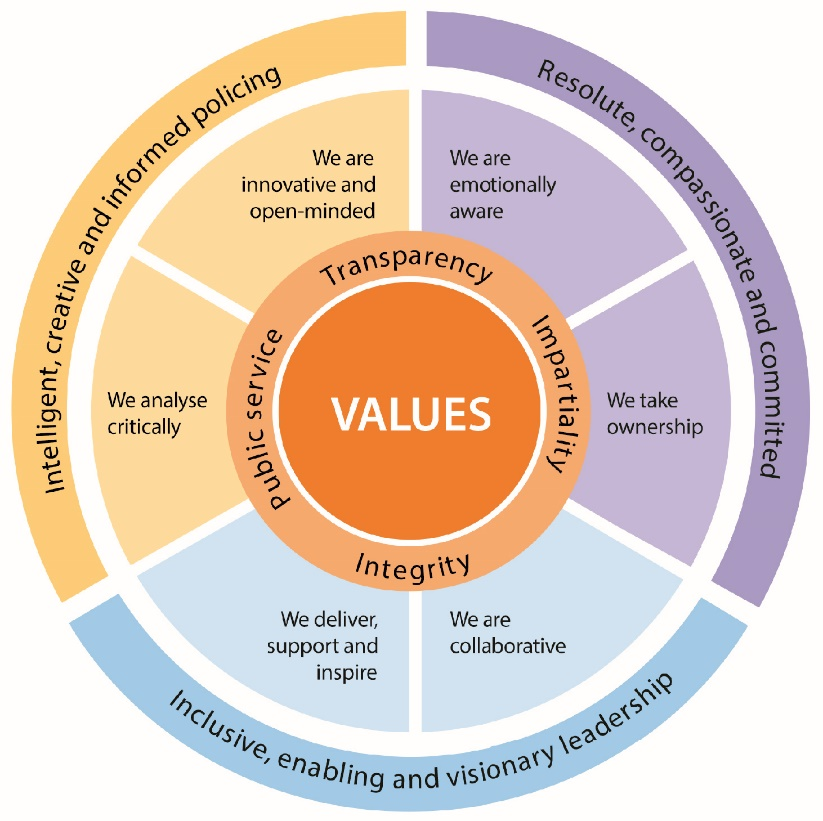 Intelligent, creative and informed policing
Resolute, compassionate and committed
We are
innovative and
open-minded
We are
emotionally
aware
Transparency
Public service
Impartiality
We analyse
critically
VALUES
We take
ownership
Integrity
We deliver,
support and
inspire
We are
collaborative
Inclusive, enabling and visionary leadership